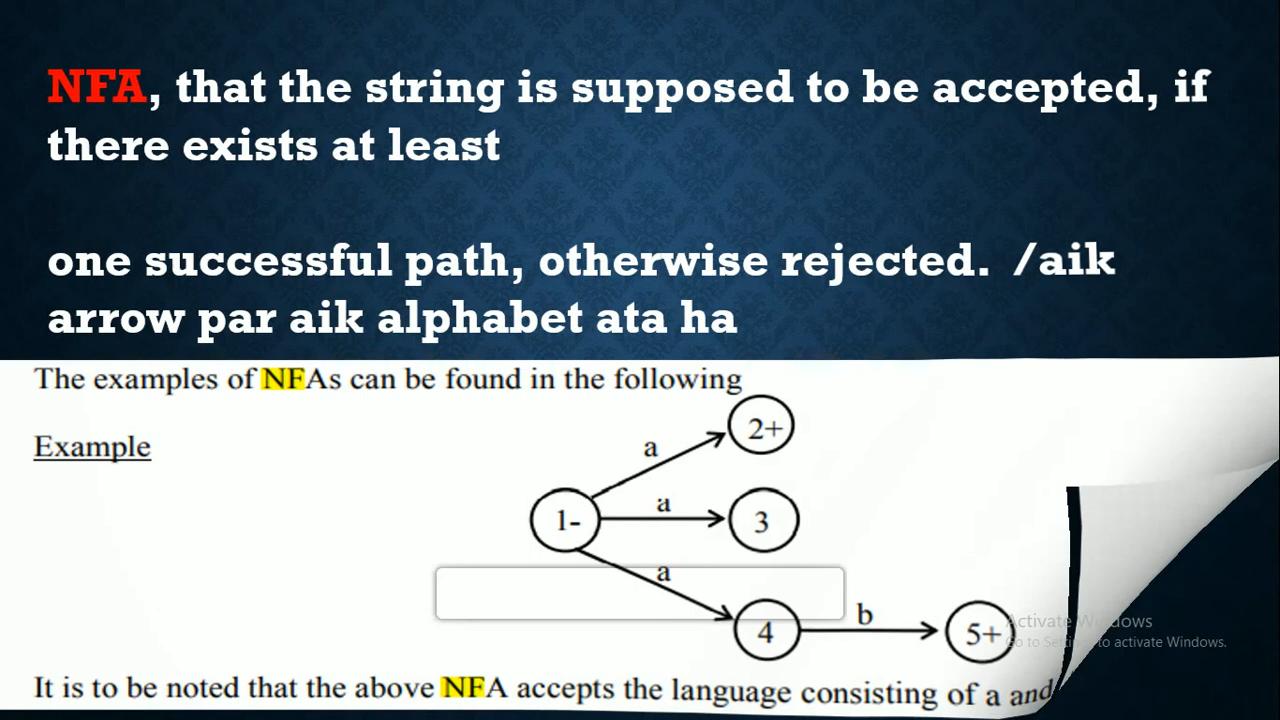 NFA, that the string is supposed to be accepted, if
there exists at least
one successful path, otherwise rejected. /aik
arrow par aik alphabet ata ha
The examples of NFAs can be found in the following
Example
2+
a
1-
a
3
a
4
b
5+
Activate Windows
Go to Settings to activate Windows.
It is to be noted that the above NFA accepts the language consisting of a and